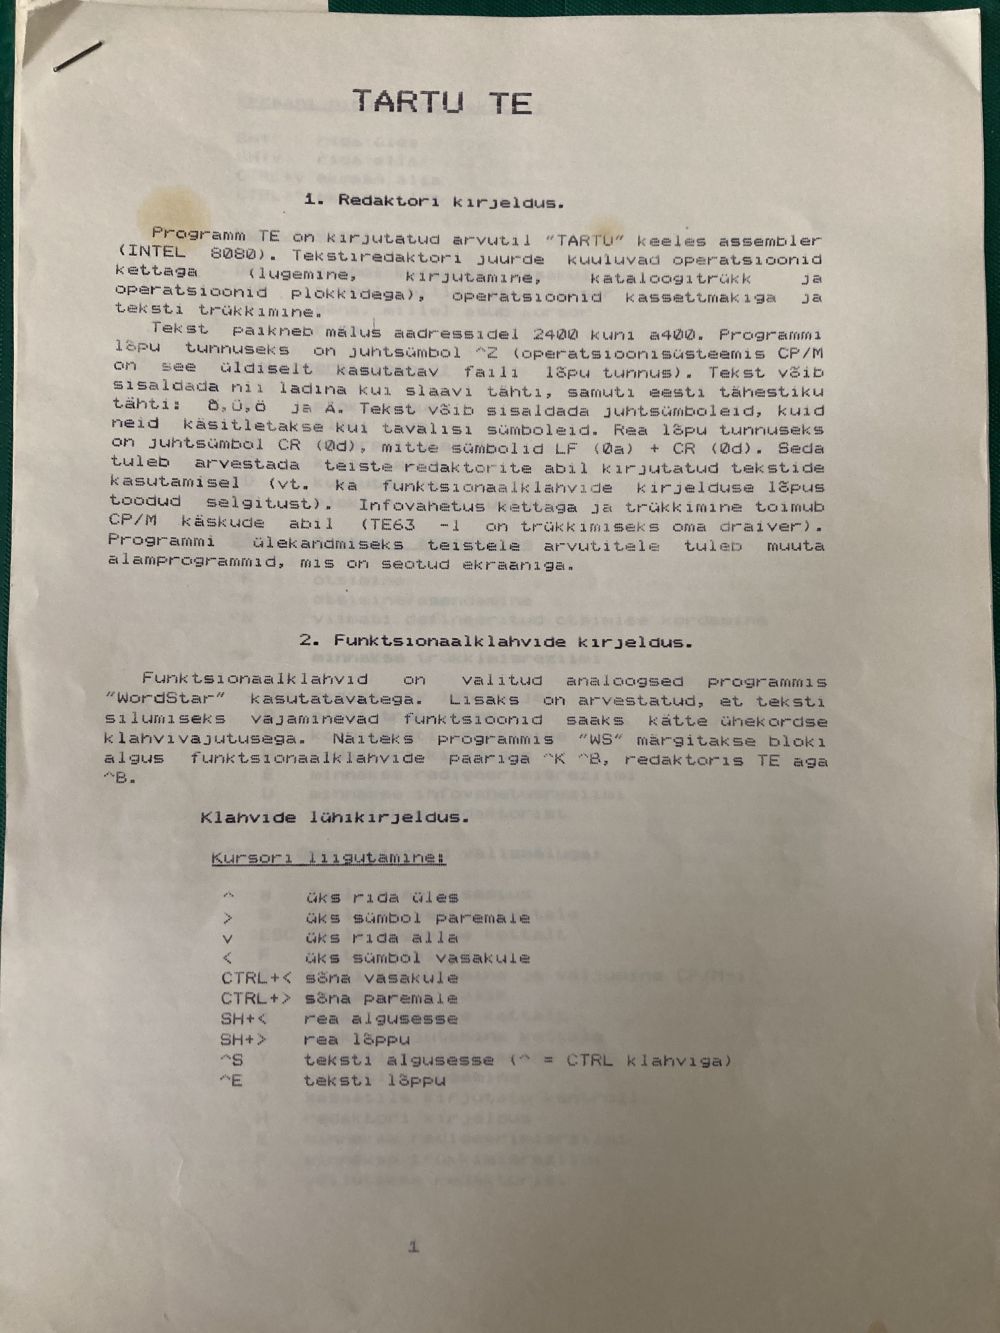 TARTU TE
1. Redaktori kirjeldus.
Programm TE on kirjutatud arvutil "TARTU" keeles assembler
(INTEL 8080). Tekstiredaktori juurde kuuluvad operatsioonid
kettaga (lugemine, kirjutamine, kataloogitrükk ja
operatsioonid plokkidega), operatsioonid kassettmakiga ja
teksti trükkimine.
Tekst paikneb mälus aadressidel 2400 kuni a400. Programmi
lõpu tunnuseks on juhtsümbol ^Z (operatsioonisüsteemis CP/M
on see üldiselt kasutatav faili lõpu tunnus). Tekst võib
sisaldada nii ladina kui slaavi tähti, samuti eesti tähestiku
tähti: Õ,Ü,Ö ja Ä. Tekst võib sisaldada juhtsümboleid, kuid
neid käsitletakse kui tavalisi sümboleid. Rea lõpu tunnuseks
on juhtsümbol CR (0d), mitte sümbolid LF (0a) + CR (0d). Seda
tuleb arvestada teiste redaktorite abil kirjutatud tekstide
kasutamisel (vt. ka funktsionaalklahvide kirjelduse lõpus
toodud selgitust). Infovahetus kettaga ja trükkimine toimub
CP/M käskude abil (TE63 -l on trükkimiseks oma draiver).
Programmi ülekandmiseks teistele arvutitele tuleb muuta
alamprogrammid, mis on seotud ekraaniga.
2. Funktsionaalklahvide kirjeldus.
Funktsionaalklahvid on valitud analoogsed programmis
"WordStar" kasutatavatega. Lisaks on arvestatud, et teksti
silumiseks vajaminevad funktsioonid saaks kätte ühekordse
klahvivajutusega. Näiteks programmis "WS" märgitakse bloki
algus funktsionaalklahvide paariga ^K ^B, redaktoris TE aga
^B.
Klahvide lühikirjeldus.
Kursori liigutamine:
^ üks rida üles
> üks sümbol paremale
v üks rida alla
< üks sümbol vasakule
CTRL+< sõna vasakule
CTRL+> sõna paremale
SH+< rea algusesse
SH+> rea lõppu
^S teksti algusesse (^ = CTRL klahviga)
^E teksti lõppu
1